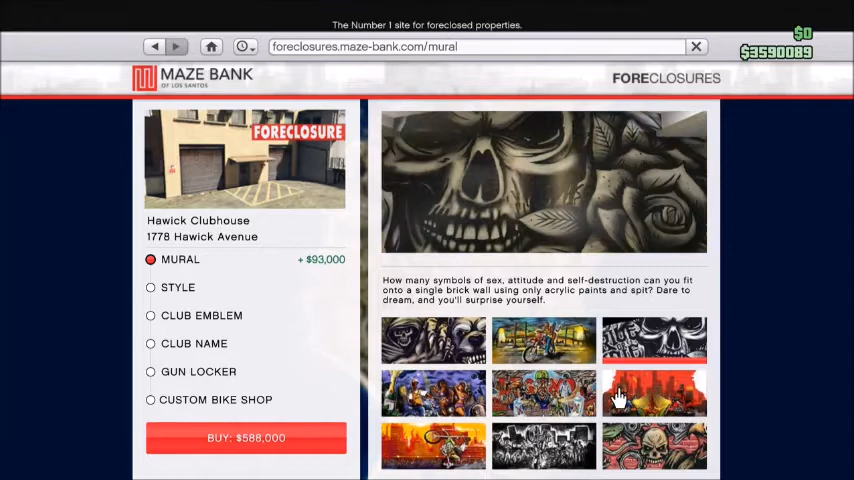 The Number 1 site for foreclosed properties.
$0
$3590089
foreclosures.maze-bank.com/mural
MAZE BANK
OF LOS SANTOS
FORECLOSURES
FORECLOSURE
Hawick Clubhouse
1778 Hawick Avenue
MURAL + $93,000
STYLE
CLUB EMBLEM
CLUB NAME
GUN LOCKER
CUSTOM BIKE SHOP
BUY: $588,000
How many symbols of sex, attitude and self-destruction can you fit
onto a single brick wall using only acrylic paints and spit? Dare to
dream, and you'll surprise yourself.